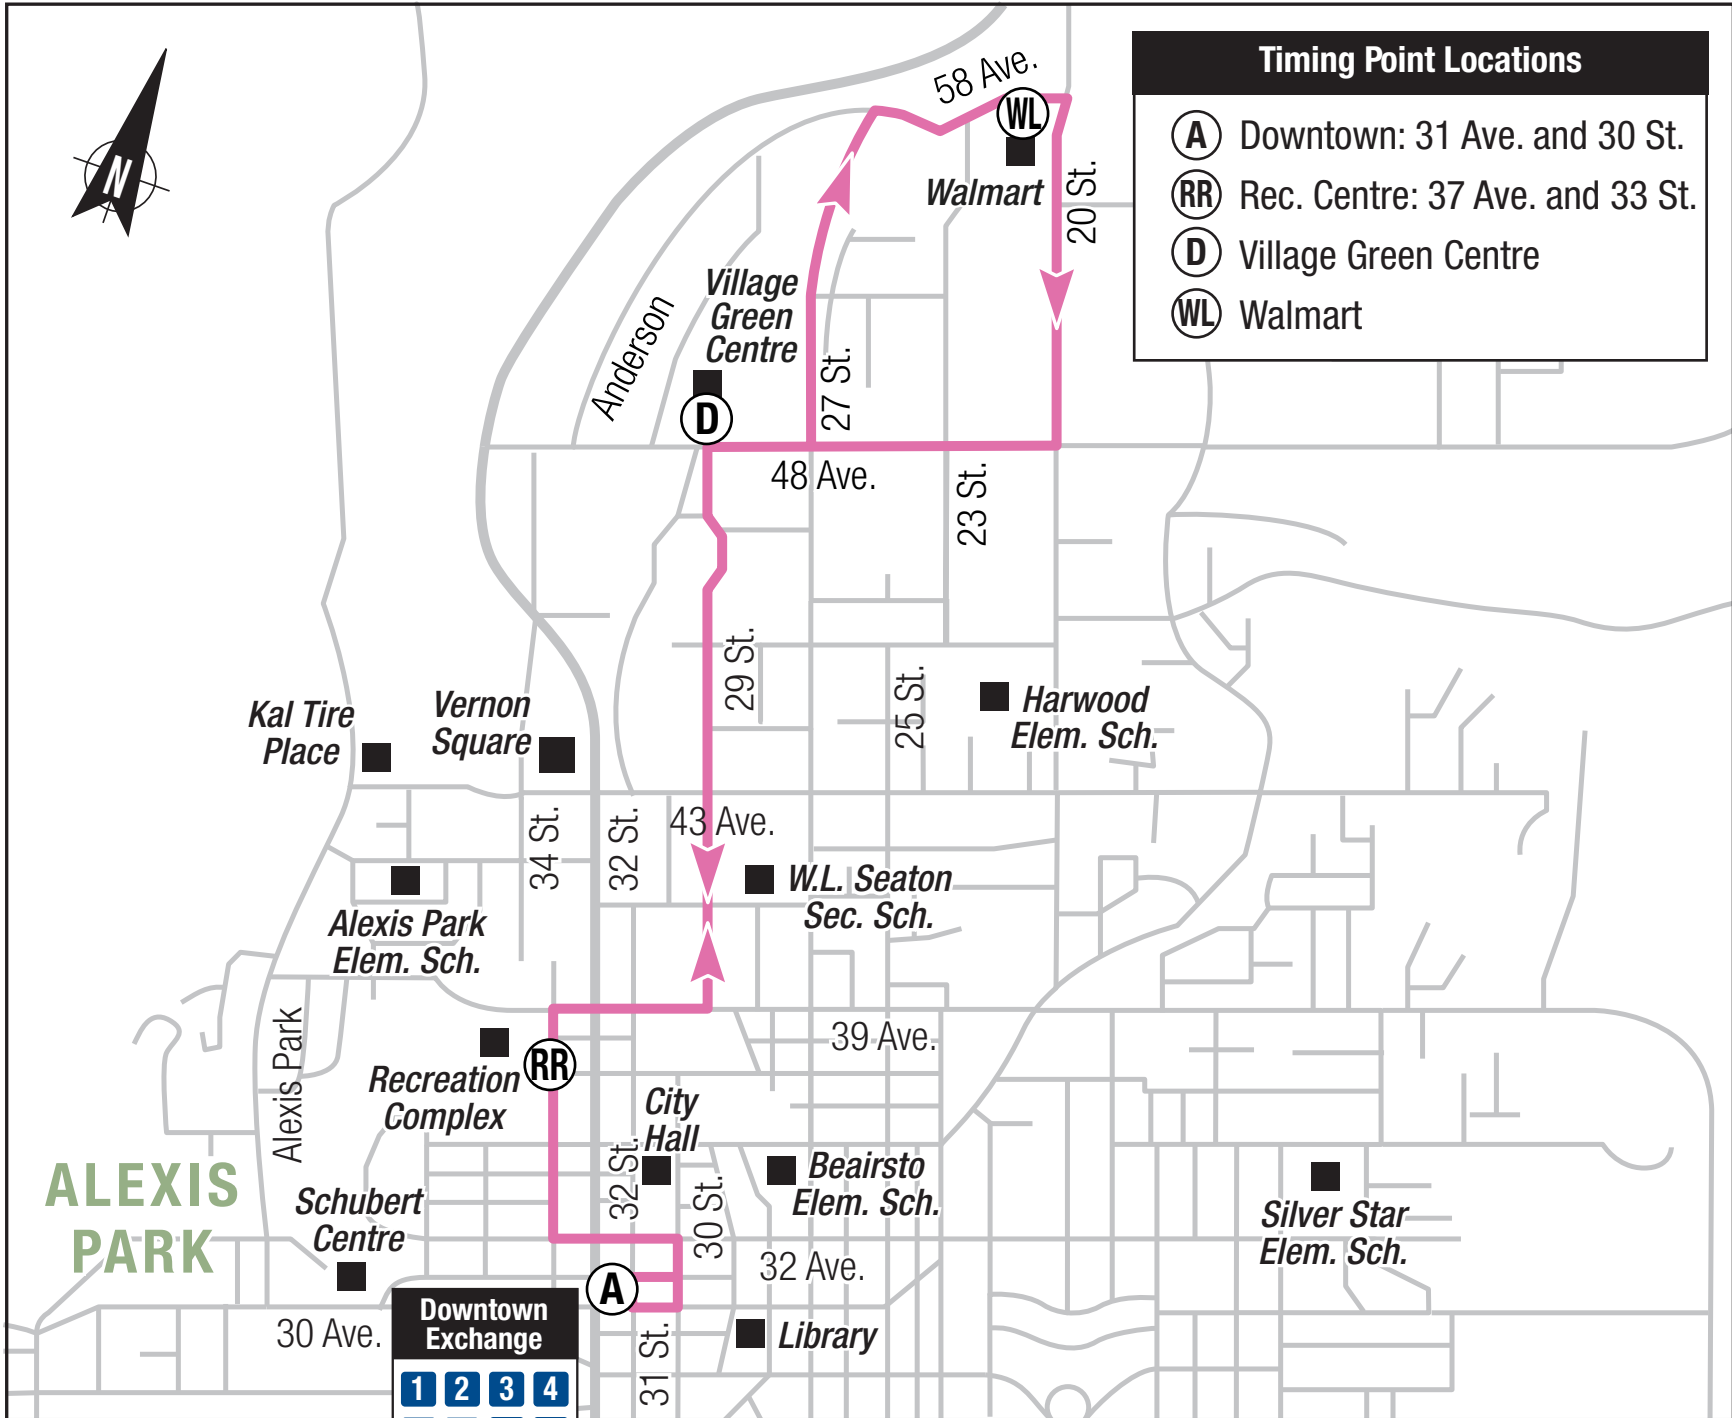 58 Ave.
Timing Point Locations
A Downtown: 31 Ave. and 30 St.
RR Rec. Centre: 37 Ave. and 33 St.
D Village Green Centre
WL Walmart
N
WL
Walmart
20 St.
Village
Green
Centre
Anderson
27 St.
D
48 Ave.
23 St.
29 St.
25 St.
Harwood
Elem. Sch.
Kal Tire
Place
Vernon
Square
34 St.
32 St.
43 Ave.
W.L. Seaton
Sec. Sch.
Alexis Park
Elem. Sch.
Alexis Park
39 Ave.
RR
Recreation
Complex
City
Hall
32 St.
30 St.
Beairsto
Elem. Sch.
ALEXIS
PARK
Schubert
Centre
Silver Star
Elem. Sch.
32 Ave.
A
30 Ave.
Downtown
Exchange
1 2 3 4
31 St.
Library